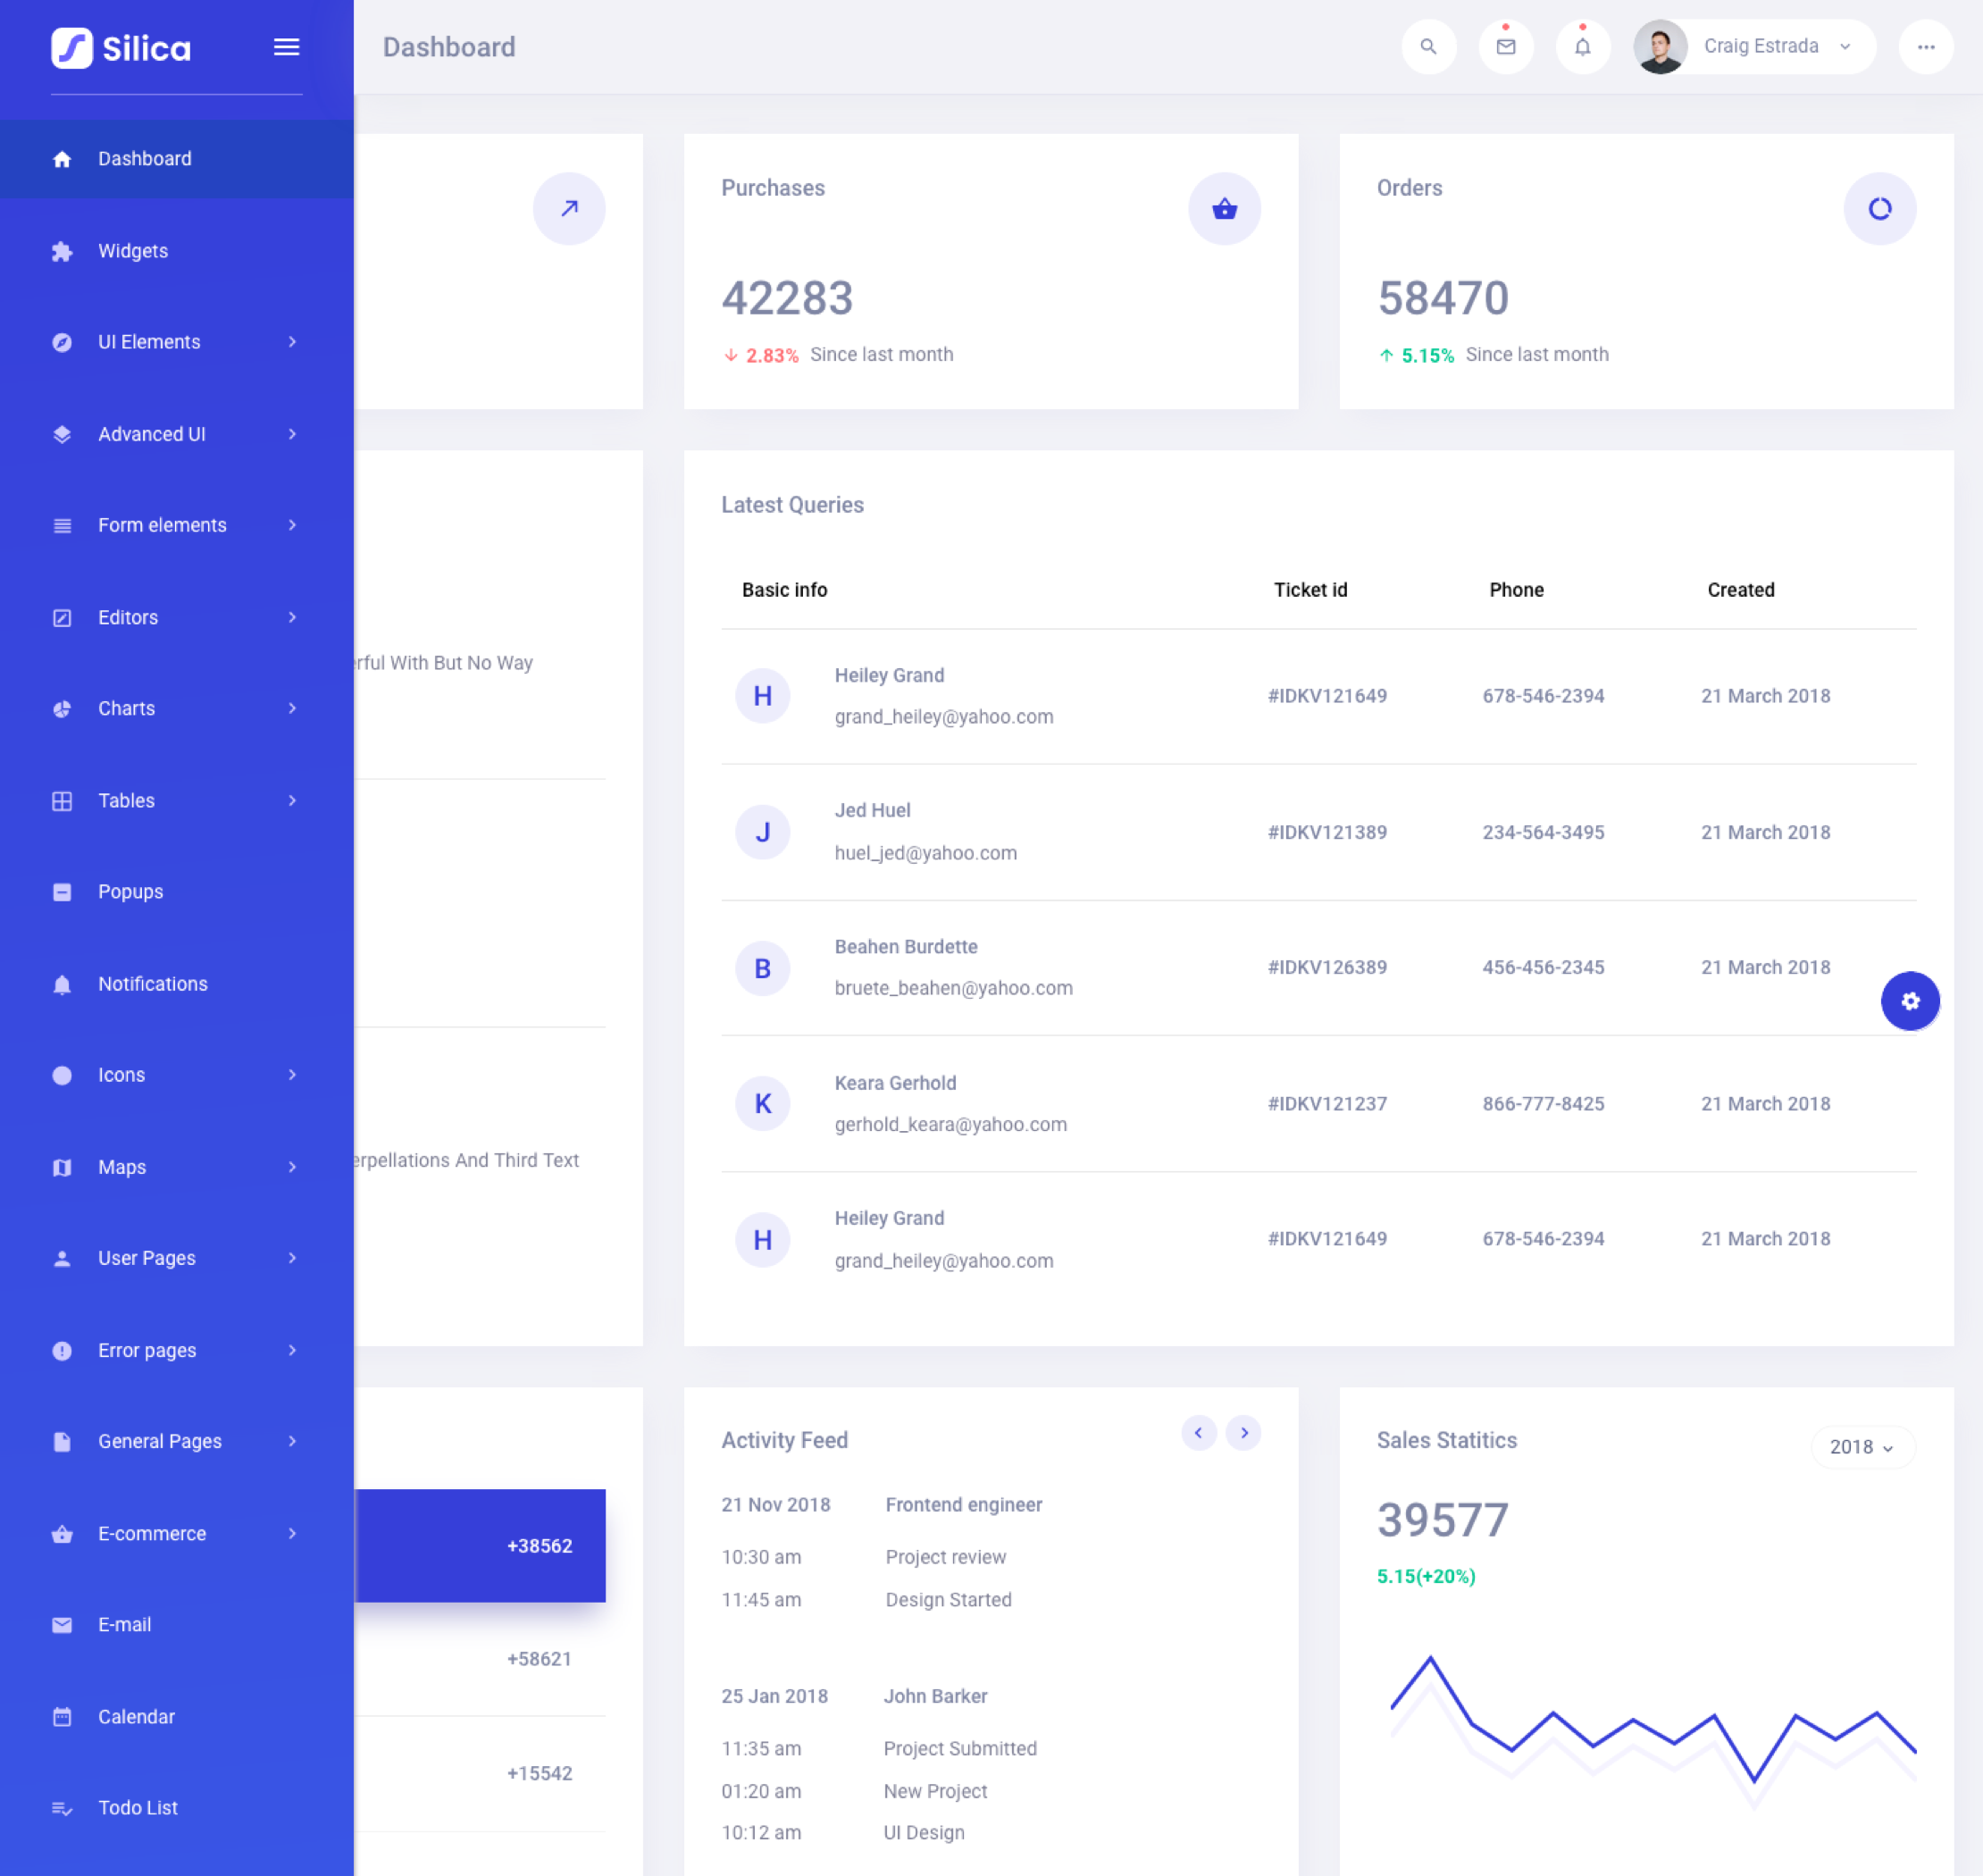 Silica
Dashboard
Craig Estrada
Dashboard
Widgets
UI Elements
Advanced UI
Form elements
Editors
Charts
Tables
Popups
Notifications
Icons
Maps
User Pages
Error pages
General Pages
E-commerce
E-mail
Calendar
Todo List
Purchases
42283
2.83% Since last month
Orders
58470
5.15% Since last month
With But No Way
And Third Text
Latest Queries
Basic info Ticket id Phone Created
H
Heiley Grand
grand_heiley@yahoo.com
#IDKV121649 678-546-2394 21 March 2018
J
Jed Huel
huel_jed@yahoo.com
#IDKV121389 234-564-3495 21 March 2018
B
Beahen Burdette
bruete_beahen@yahoo.com
#IDKV126389 456-456-2345 21 March 2018
K
Keara Gerhold
gerhold_keara@yahoo.com
#IDKV121237 866-777-8425 21 March 2018
H
Heiley Grand
grand_heiley@yahoo.com
#IDKV121649 678-546-2394 21 March 2018
+38562
+58621
+15542
Activity Feed
21 Nov 2018 Frontend engineer
10:30 am Project review
11:45 am Design Started
25 Jan 2018 John Barker
11:35 am Project Submitted
01:20 am New Project
10:12 am UI Design
Sales Statitics
2018
39577
5.15(+20%)